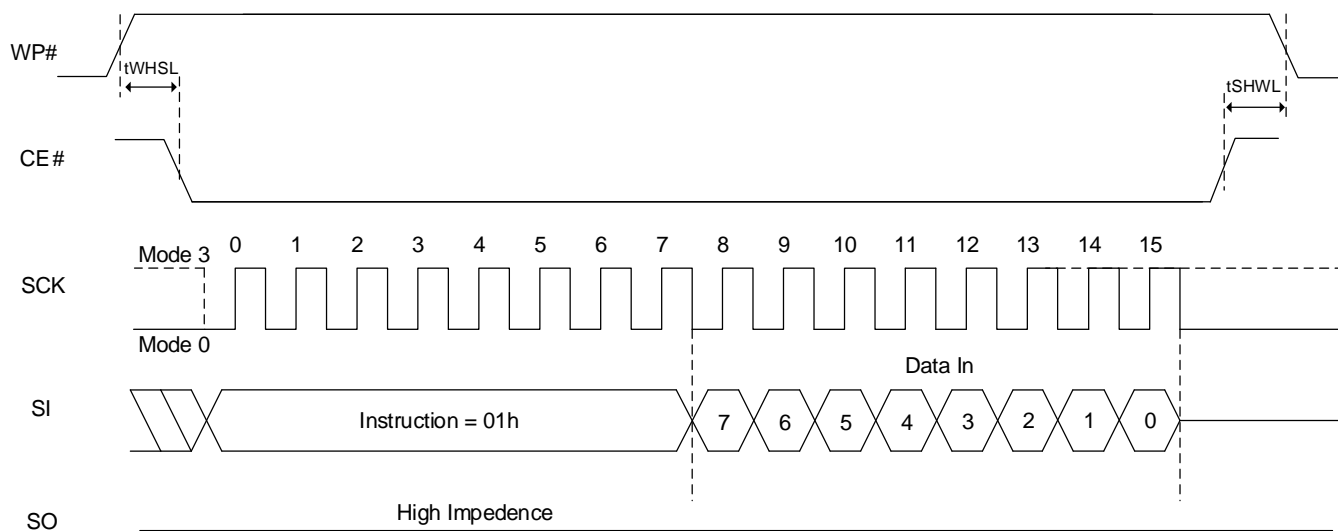 WP#
tWHSL
tSHWL
CE#
0 1 2 3 4 5 6 7 8 9 10 11 12 13 14 15
Mode 3
SCK
Mode 0
Data In
SI
Instruction = 01h
7 6 5 4 3 2 1 0
High Impedence
SO